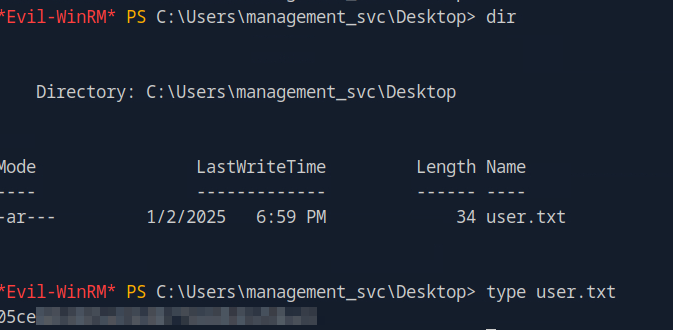 *Evil-WinRM* PS C:\Users\management_svc\Desktop> dir
Directory: C:\Users\management_svc\Desktop
Mode LastWriteTime Length Name
---- ------------- ------ ----
-ar--- 1/2/2025 6:59 PM 34 user.txt
*Evil-WinRM* PS C:\Users\management_svc\Desktop> type user.txt
05ce